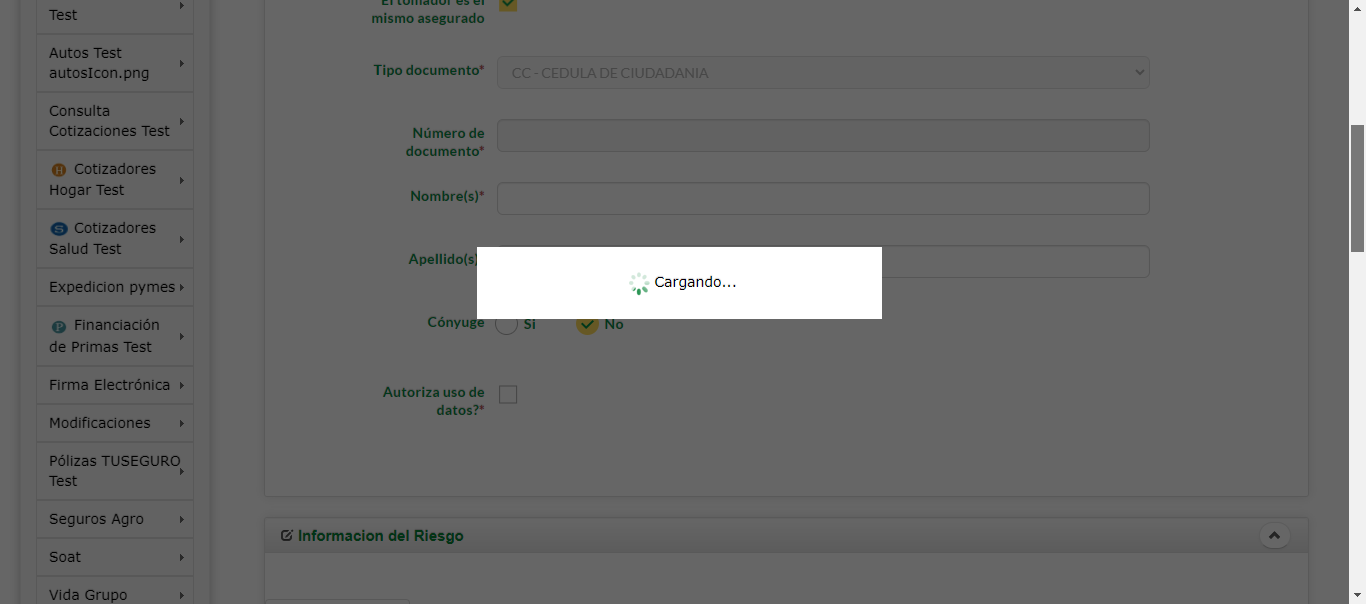 Test
Autos Test
autosIcon.png
Consulta
Cotizaciones Test
H Cotizadores
Hogar Test
S Cotizadores
Salud Test
Expedicion pymes
P Financiación
de Primas Test
Firma Electrónica
Modificaciones
Pólizas TUSEGURO
Test
Seguros Agro
Soat
Vida Grupo
El tomador es el
mismo asegurado
Tipo documento*
CC - CEDULA DE CIUDADANIA
Número de
documento*
Nombre(s)*
Apellido(s)
Cargando...
Cónyuge
Si
No
Autoriza uso de
datos?*
Informacion del Riesgo